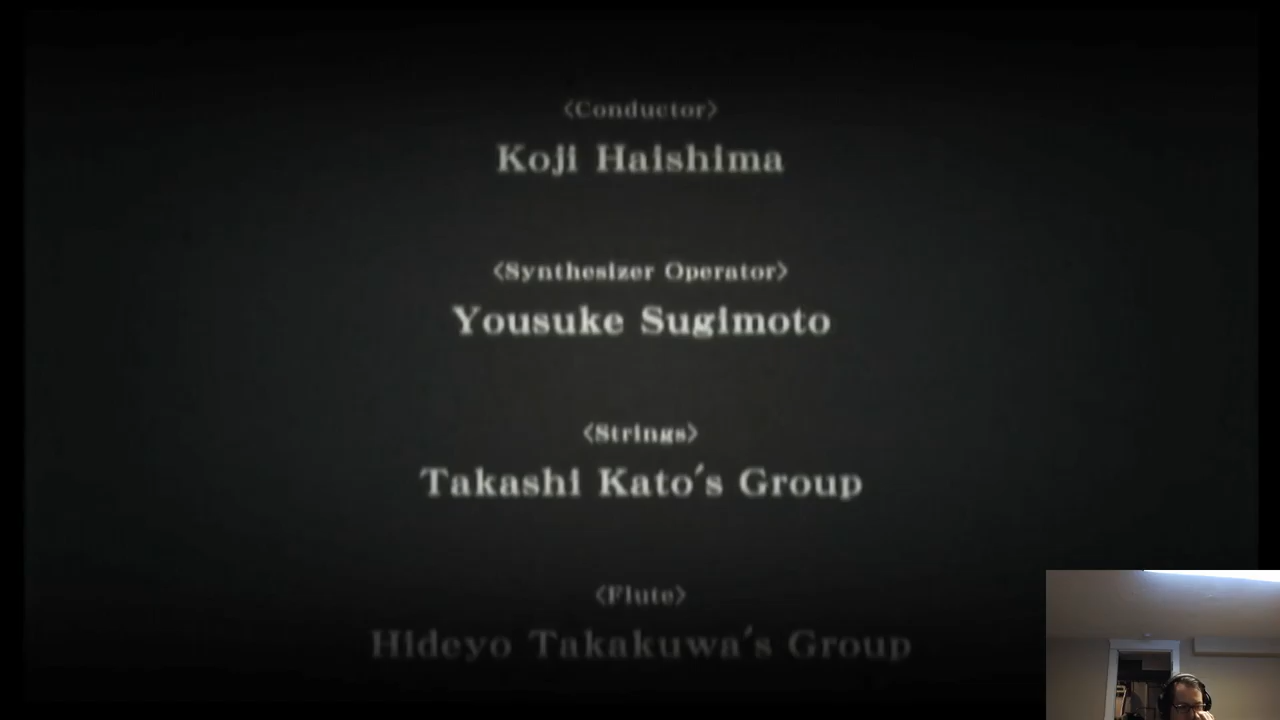 〈Conductor〉
Koji Haishima
〈Synthesizer Operator〉
Yousuke Sugimoto
〈Strings〉
Takashi Kato's Group
〈Flute〉
Hideyo Takakuwa's Group